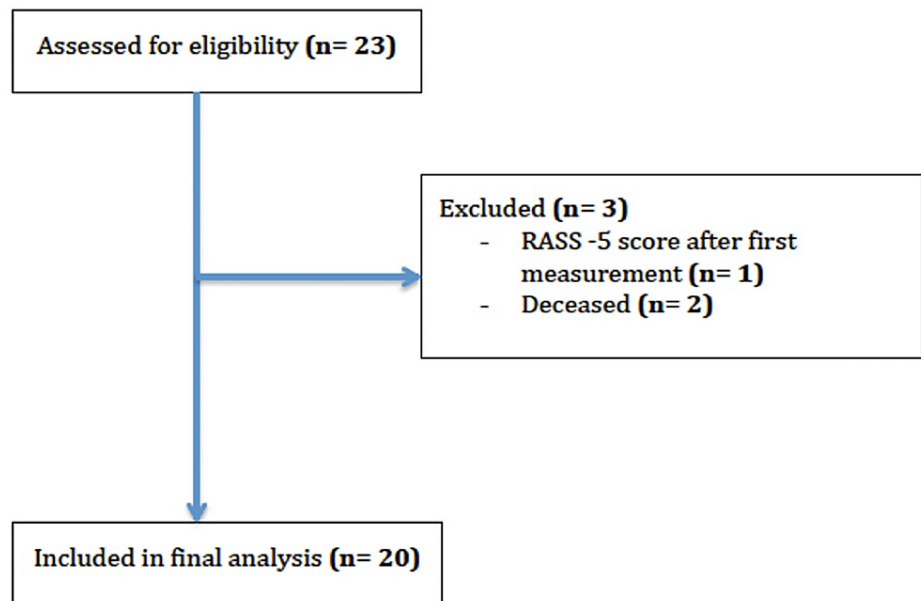 Assessed for eligibility (n= 23)
Excluded (n= 3)
- RASS -5 score after first
measurement (n= 1)
- Deceased (n= 2)
Included in final analysis (n= 20)